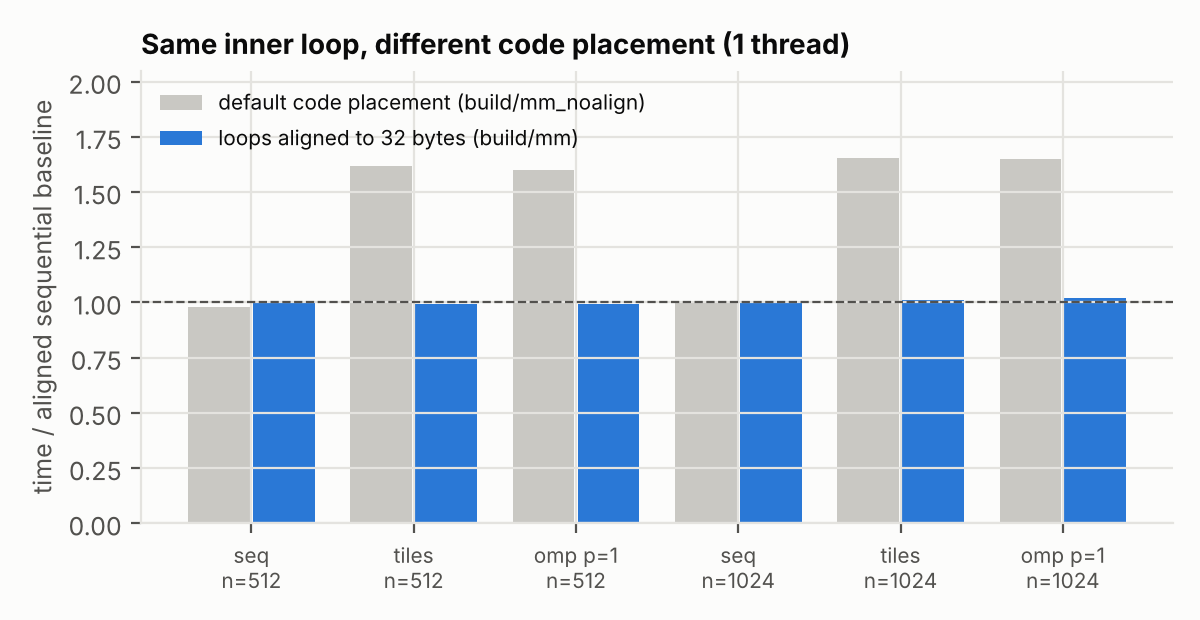 Same inner loop, different code placement (1 thread)
time / aligned sequential baseline
2.00
1.75
1.50
1.25
1.00
0.75
0.50
0.25
0.00
default code placement (build/mm_noalign)
loops aligned to 32 bytes (build/mm)
seq
n=512
tiles
n=512
omp p=1
n=512
seq
n=1024
tiles
n=1024
omp p=1
n=1024